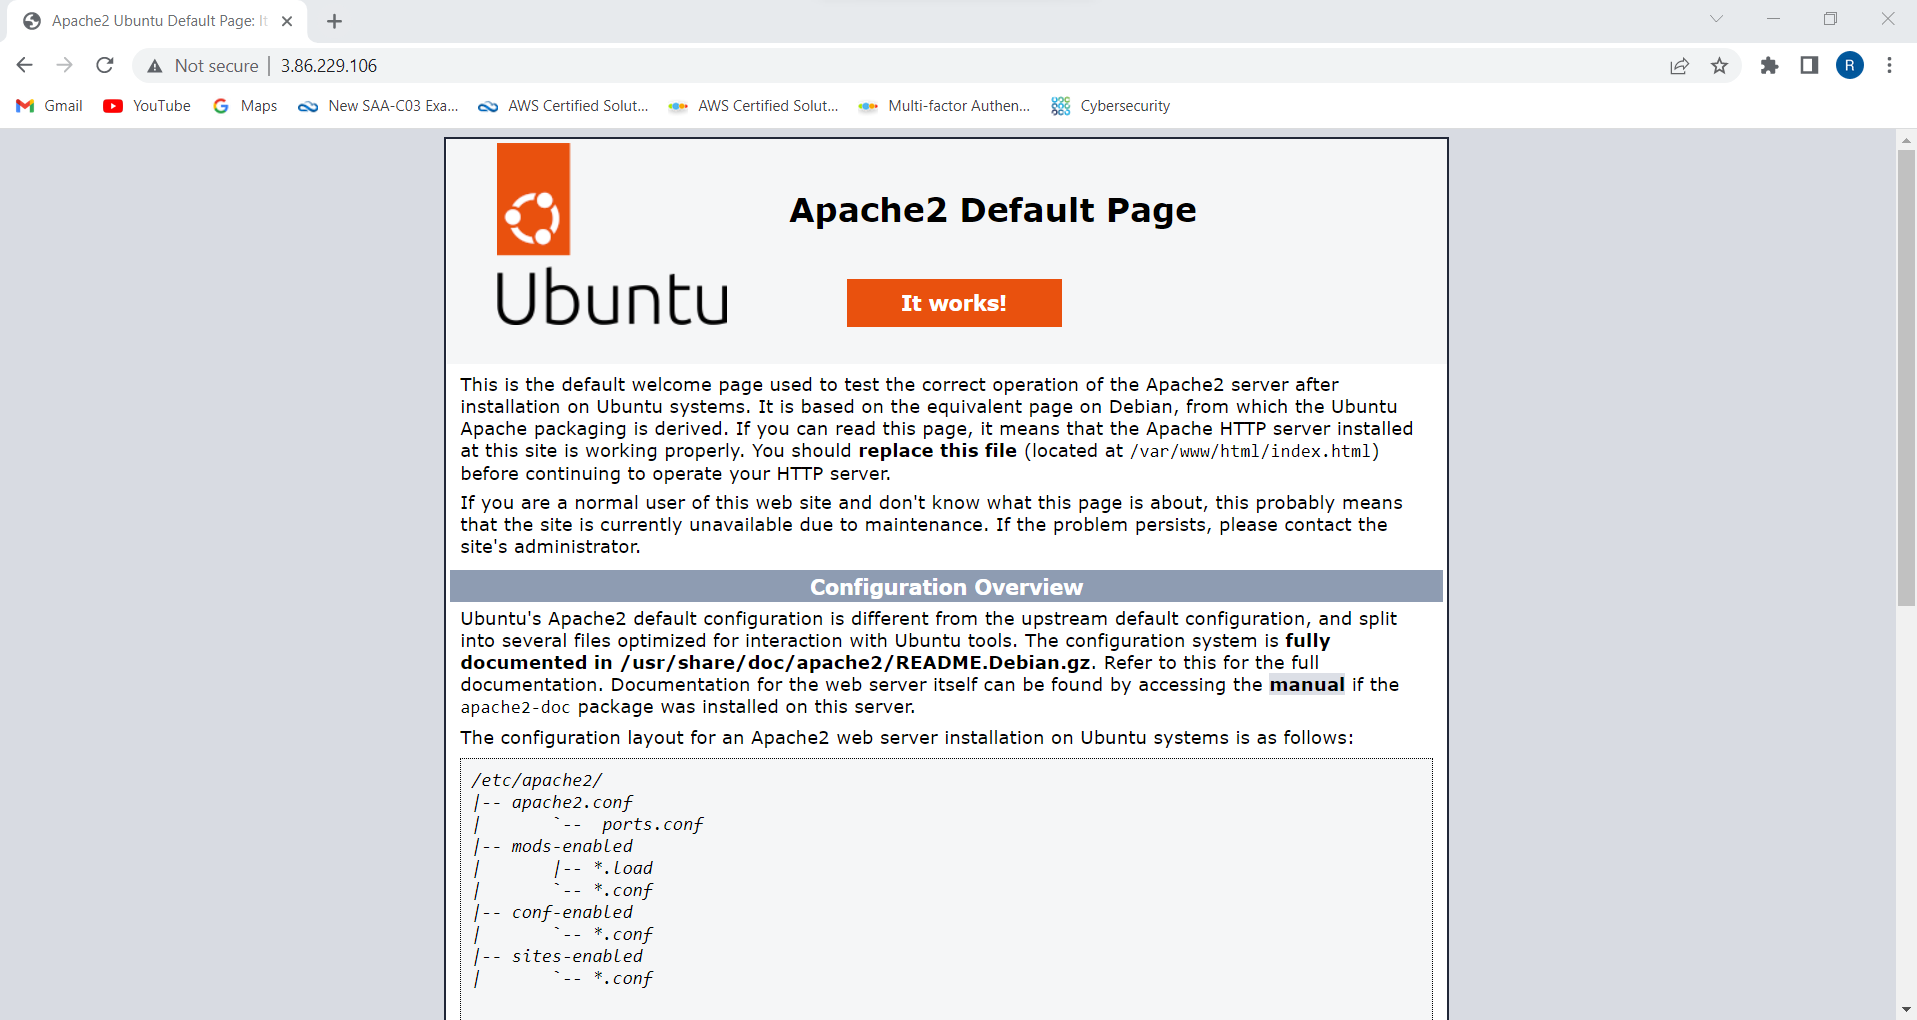 Apache2 Ubuntu Default Page: It
Not secure | 3.86.229.106
R
Gmail YouTube Maps New SAA-C03 Exa... AWS Certified Solut... AWS Certified Solut... Multi-factor Authen... Cybersecurity
Ubuntu
Apache2 Default Page
It works!
This is the default welcome page used to test the correct operation of the Apache2 server after
installation on Ubuntu systems. It is based on the equivalent page on Debian, from which the Ubuntu
Apache packaging is derived. If you can read this page, it means that the Apache HTTP server installed
at this site is working properly. You should replace this file (located at /var/www/html/index.html)
before continuing to operate your HTTP server.
If you are a normal user of this web site and don't know what this page is about, this probably means
that the site is currently unavailable due to maintenance. If the problem persists, please contact the
site's administrator.
Configuration Overview
Ubuntu's Apache2 default configuration is different from the upstream default configuration, and split
into several files optimized for interaction with Ubuntu tools. The configuration system is fully
documented in /usr/share/doc/apache2/README.Debian.gz. Refer to this for the full
documentation. Documentation for the web server itself can be found by accessing the manual if the
apache2-doc package was installed on this server.
The configuration layout for an Apache2 web server installation on Ubuntu systems is as follows:
/etc/apache2/
|-- apache2.conf
|       `--  ports.conf
|-- mods-enabled
|       |-- *.load
|       `-- *.conf
|-- conf-enabled
|       `-- *.conf
|-- sites-enabled
|       `-- *.conf